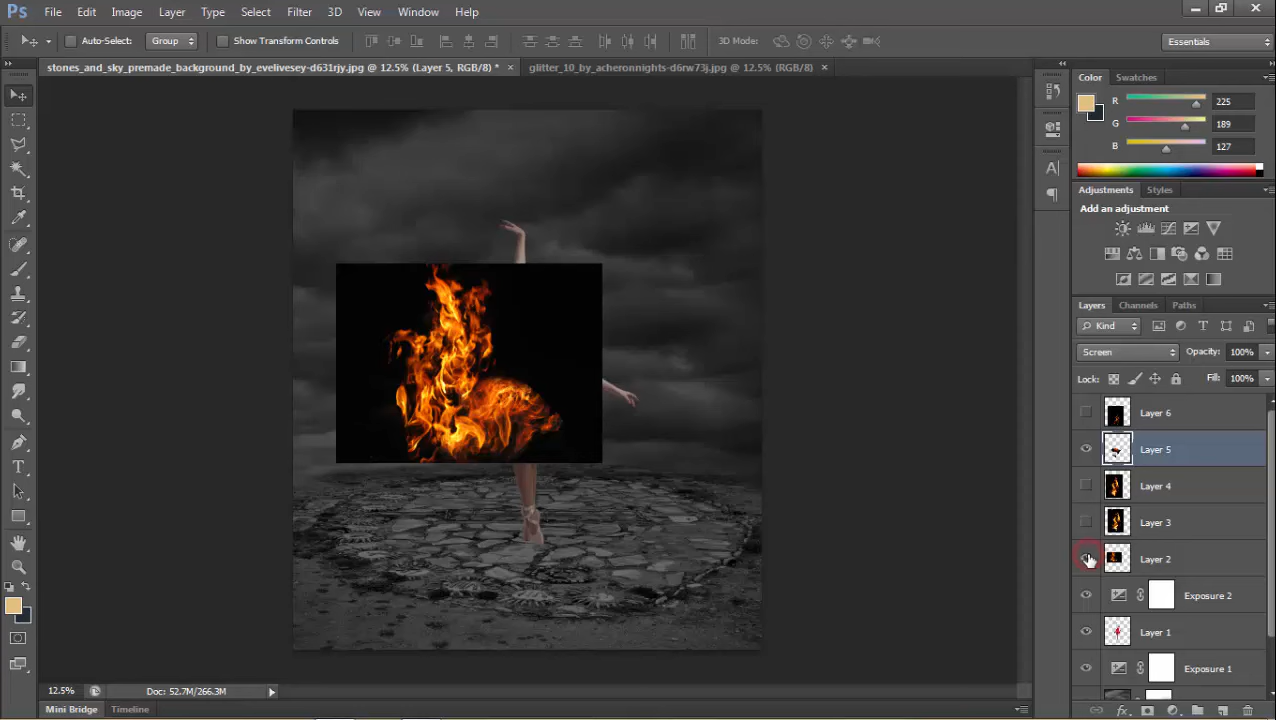 Ps File Edit Image Layer Type Select Filter 3D View Window Help
Auto-Select: Group Show Transform Controls 3D Mode: Essentials
stones_and_sky_premade_background_by_evelivesey-d631rjy.jpg @ 12.5% (Layer 5, RGB/8) * × glitter_10_by_acheronnights-d6rw73j.jpg @ 12.5% (RGB/8) ×
Color Swatches
R 225
G 189
B 127
Adjustments Styles
Add an adjustment
Layers Channels Paths
Kind
Screen Opacity: 100%
Lock: Fill: 100%
Layer 6
Layer 5
Layer 4
Layer 3
Layer 2
Exposure 2
Layer 1
Exposure 1
12.5% Doc: 52.7M/266.3M
Mini Bridge Timeline